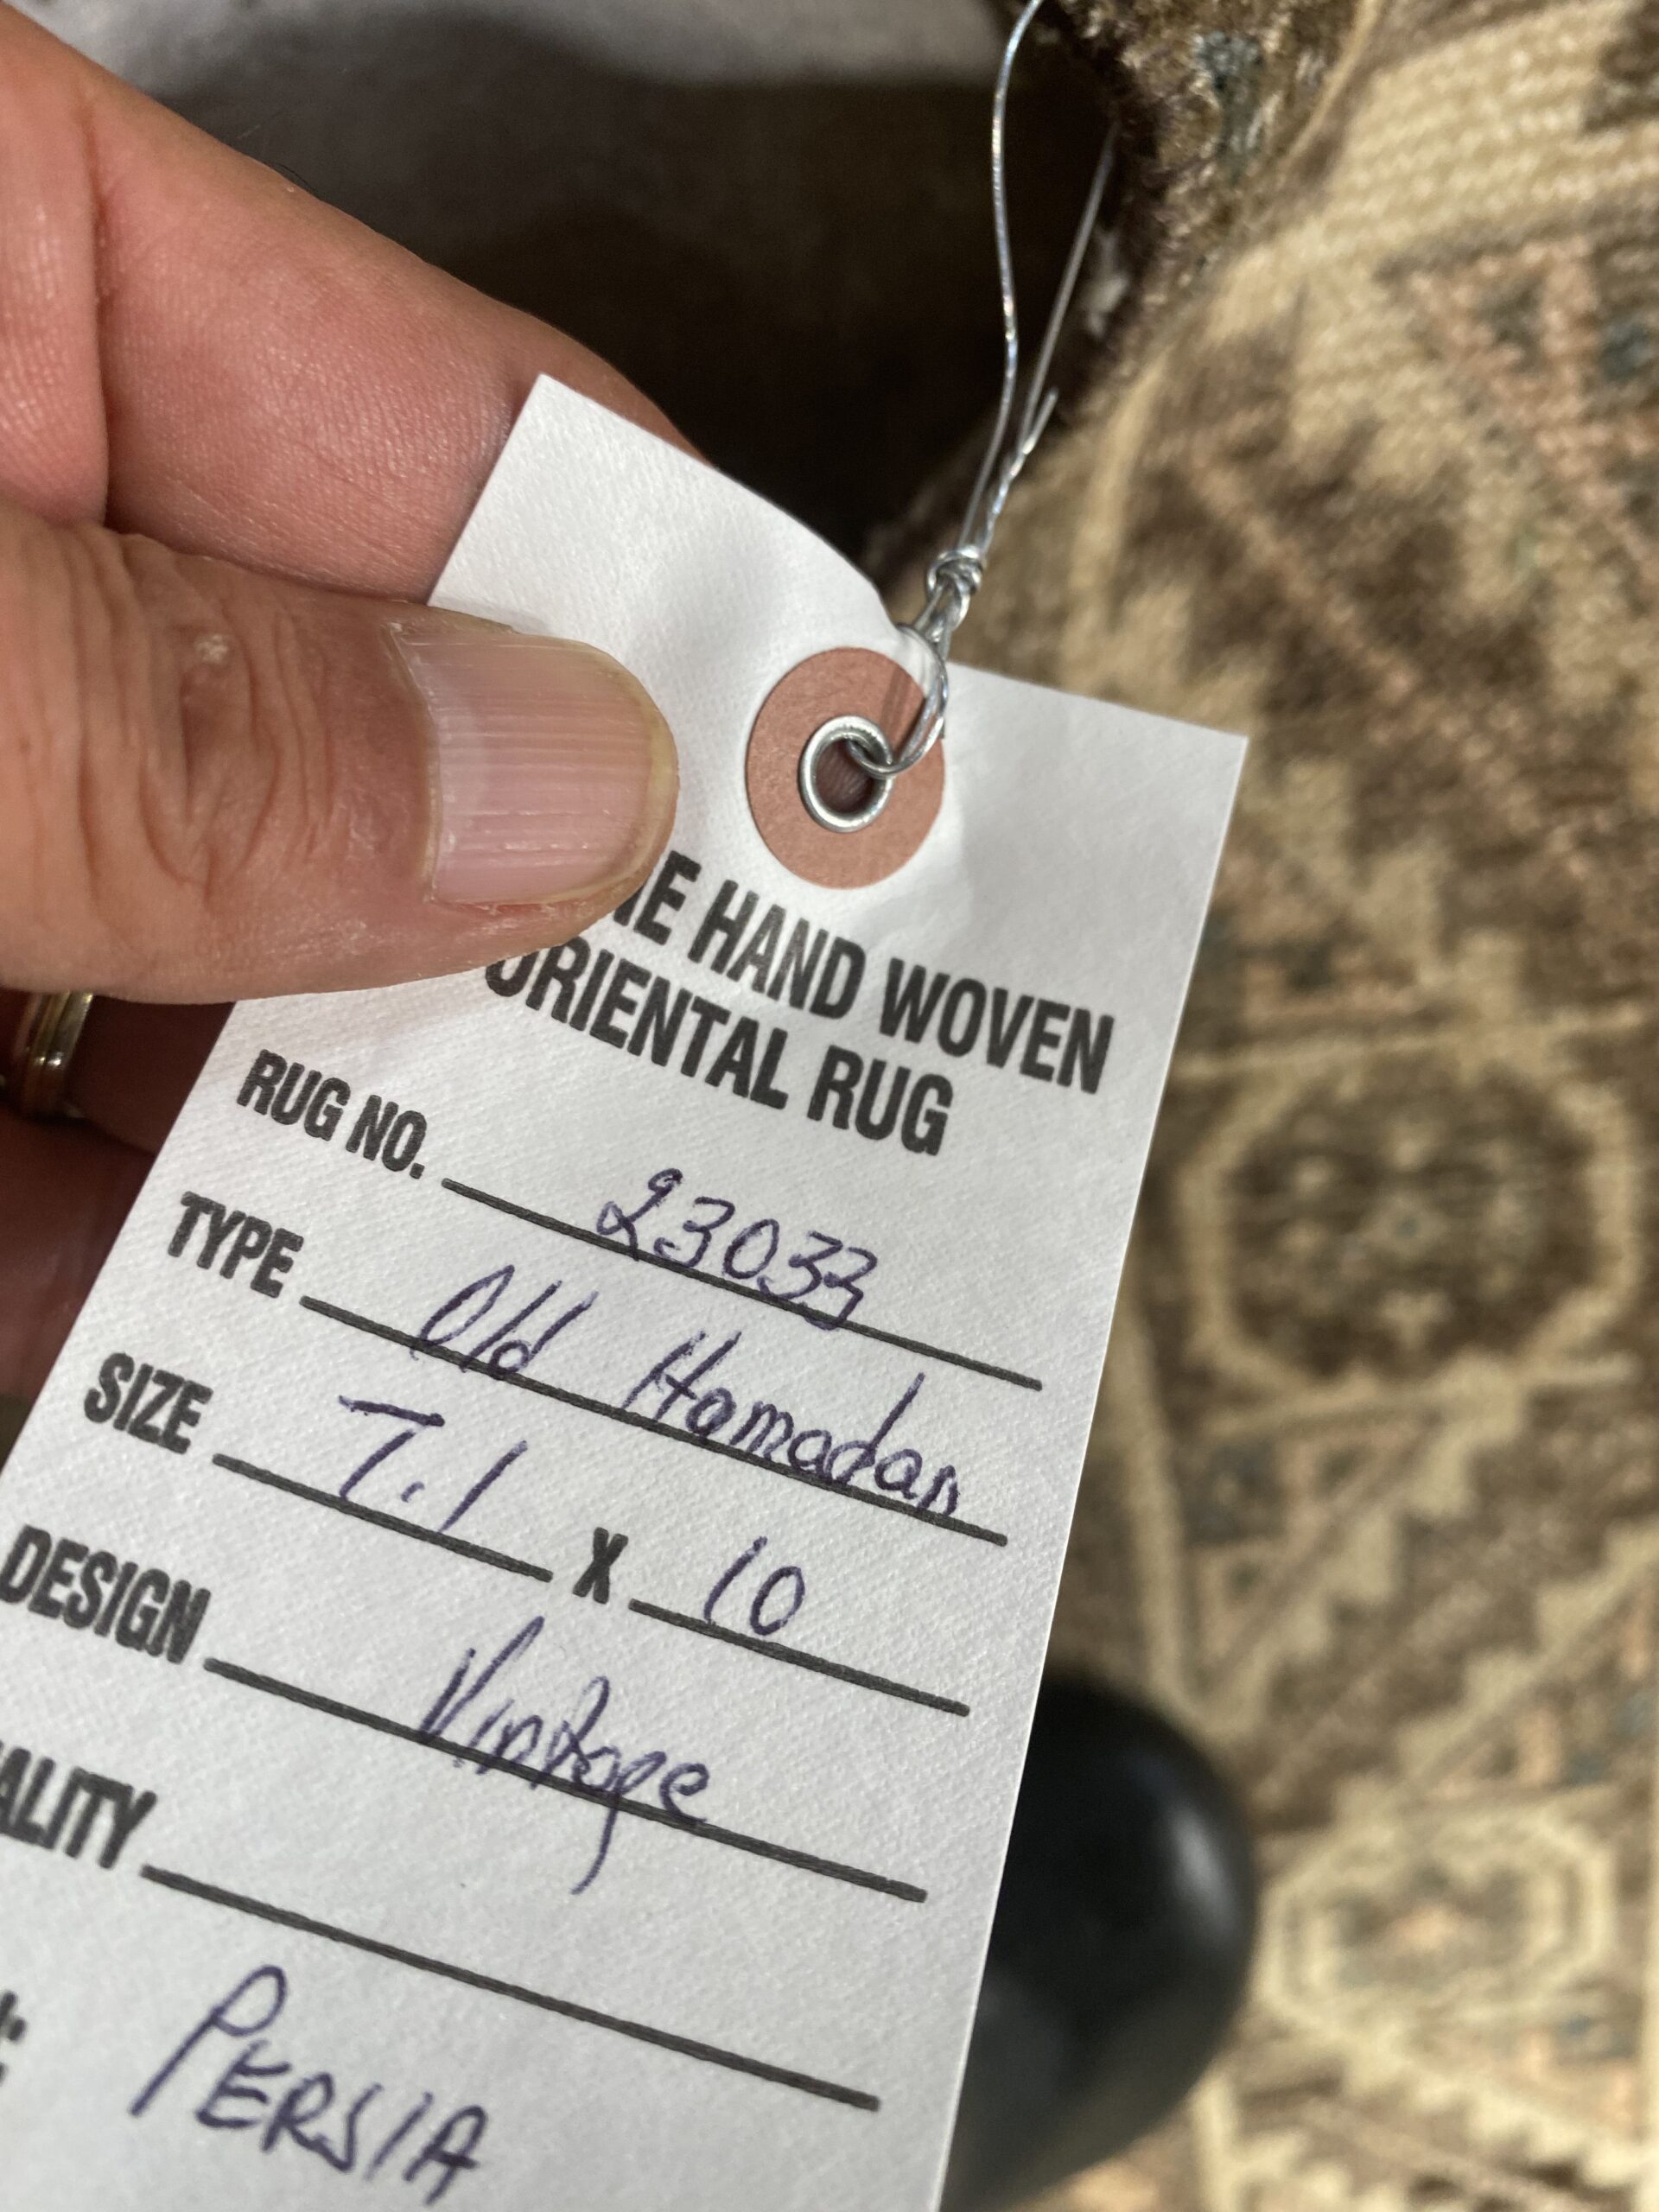 HAND WOVEN
ORIENTAL RUG
RUG NO. 23033
TYPE Old Hamadan
SIZE 7.1 X 10
DESIGN Vintage
PERSIA